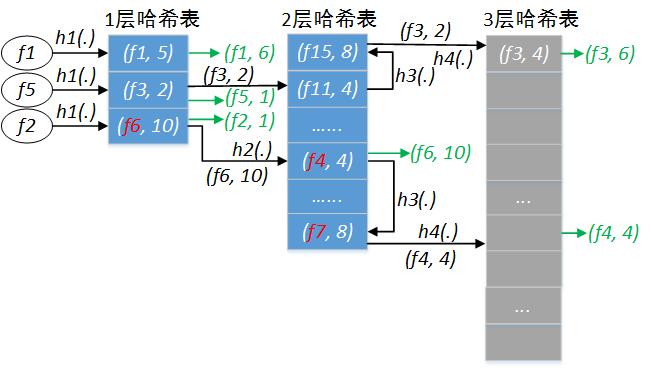 1层哈希表
2层哈希表
3层哈希表
f1
h1(.)
(f1, 5)
(f1, 6)
f5
h1(.)
(f3, 2)
(f3, 2)
(f5, 1)
f2
h1(.)
(f6, 10)
(f2, 1)
h2(.)
(f6, 10)
(f15, 8)
(f11, 4)
......
(f4, 4)
......
(f7, 8)
(f3, 2)
h4(.)
h3(.)
(f6, 10)
h3(.)
h4(.)
(f4, 4)
(f3, 4)
(f3, 6)
...
(f4, 4)
...